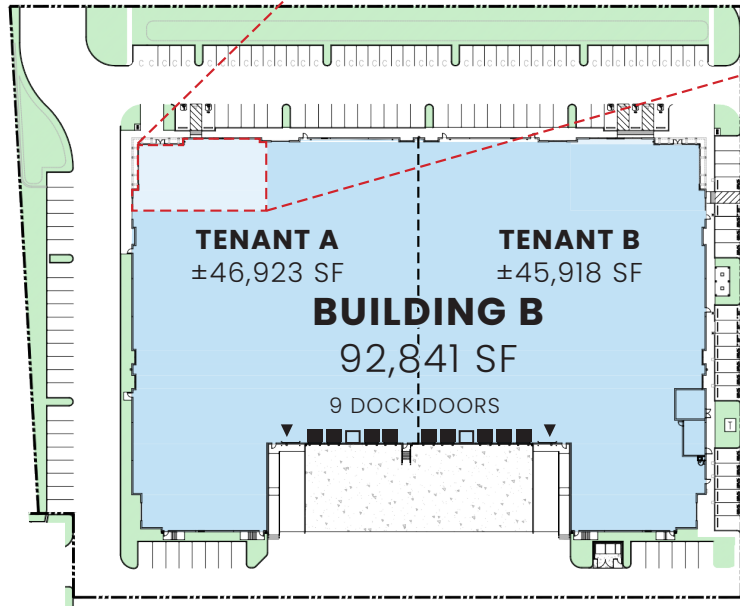 TENANT A
±46,923 SF
TENANT B
±45,918 SF
BUILDING B
92,841 SF
9 DOCK DOORS
T